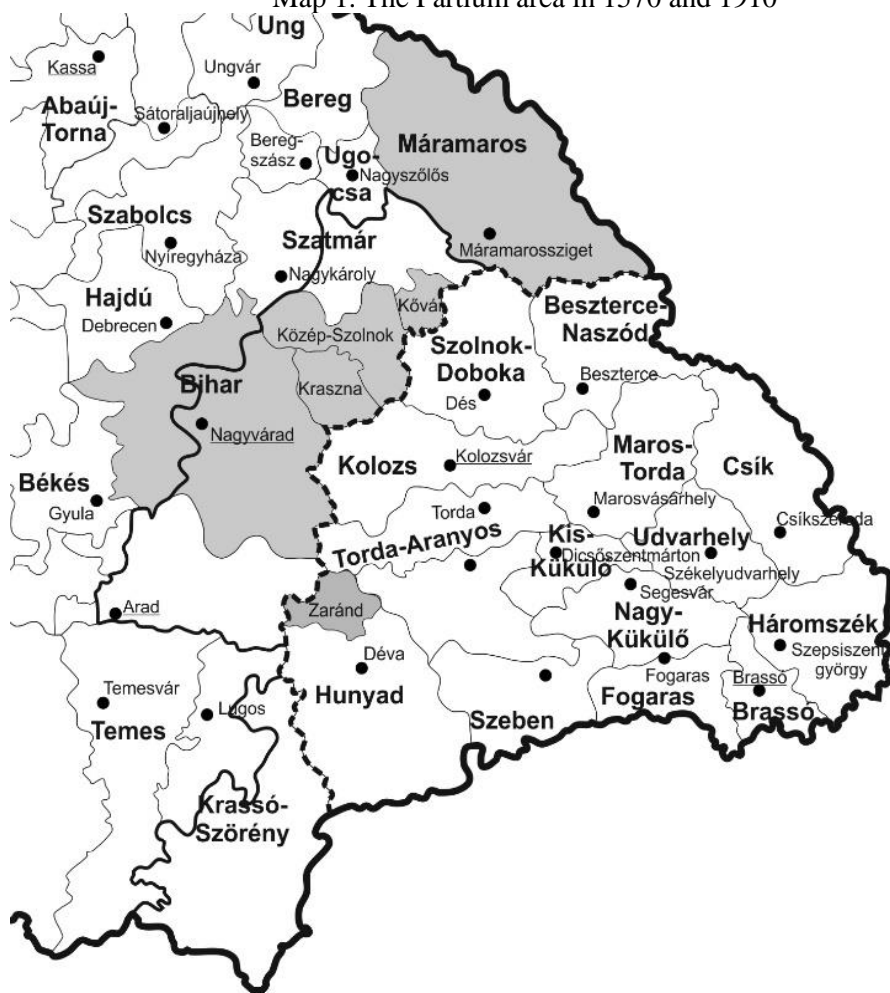 Map 1: The Partium area in 1570 and 1910
Ung
Kassa
Ungvár
Abaúj-
Torna
Sátoraljaújhely
Bereg
Bereg-
szász
Ugo-
csa
Nagyszőlős
Máramaros
Máramarossziget
Szabolcs
Nyíregyháza
Szatmár
Nagykároly
Hajdú
Debrecen
Közép-Szolnok
Kővár
Kraszna
Szolnok-
Doboka
Dés
Beszterce-
Naszód
Beszterce
Bihar
Nagyvárad
Kolozs
Kolozsvár
Maros-
Torda
Marosvásárhely
Csík
Csíkszereda
Békés
Gyula
Torda
Torda-Aranyos
Kis-
Küküllő
Dicsőszentmárton
Udvarhely
Székelyudvarhely
Segesvár
Arad
Zaránd
Nagy-
Küküllő
Háromszék
Szepsiszent
györgy
Déva
Hunyad
Fogaras
Fogaras
Brassó
Brassó
Szeben
Temesvár
Temes
Lugos
Krassó-
Szörény